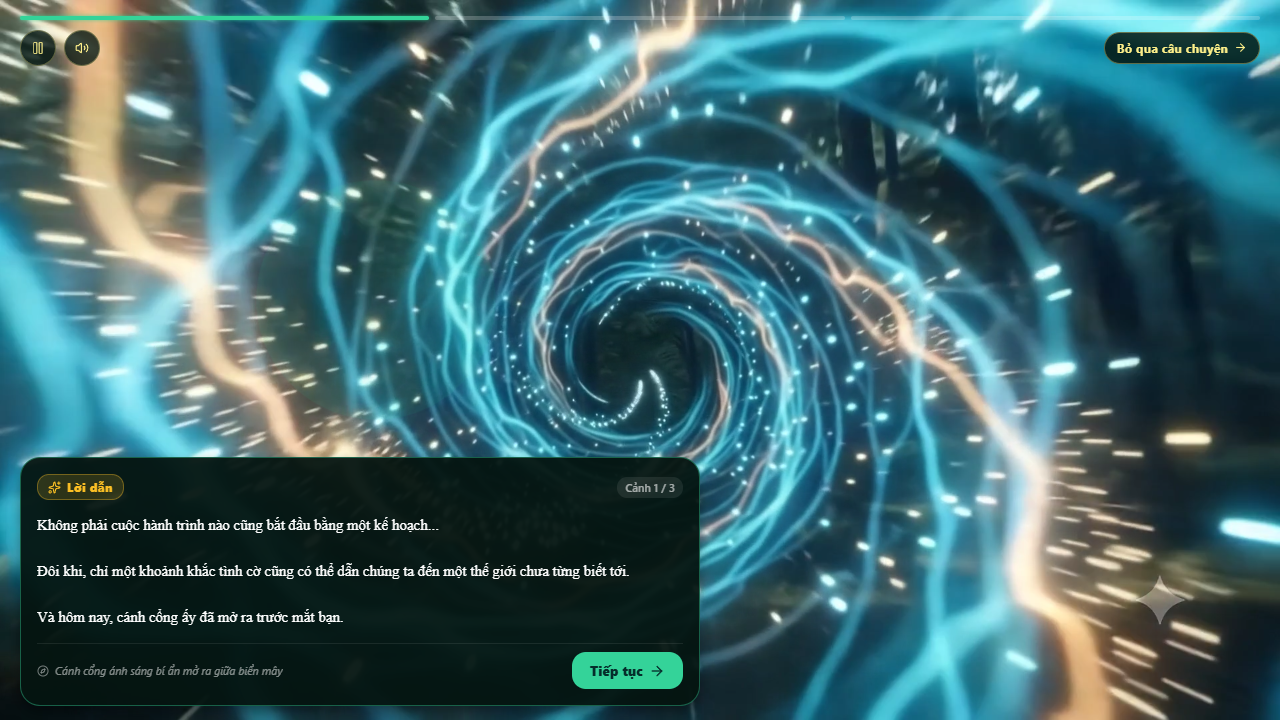 Bỏ qua câu chuyện
Lời dẫn
Cảnh 1 / 3
Không phải cuộc hành trình nào cũng bắt đầu bằng một kế hoạch...
Đôi khi, chỉ một khoảnh khắc tình cờ cũng có thể dẫn chúng ta đến một thế giới chưa từng biết tới.
Và hôm nay, cánh cổng ấy đã mở ra trước mắt bạn.
Cánh cổng ánh sáng bí ẩn mở ra giữa biển mây
Tiếp tục